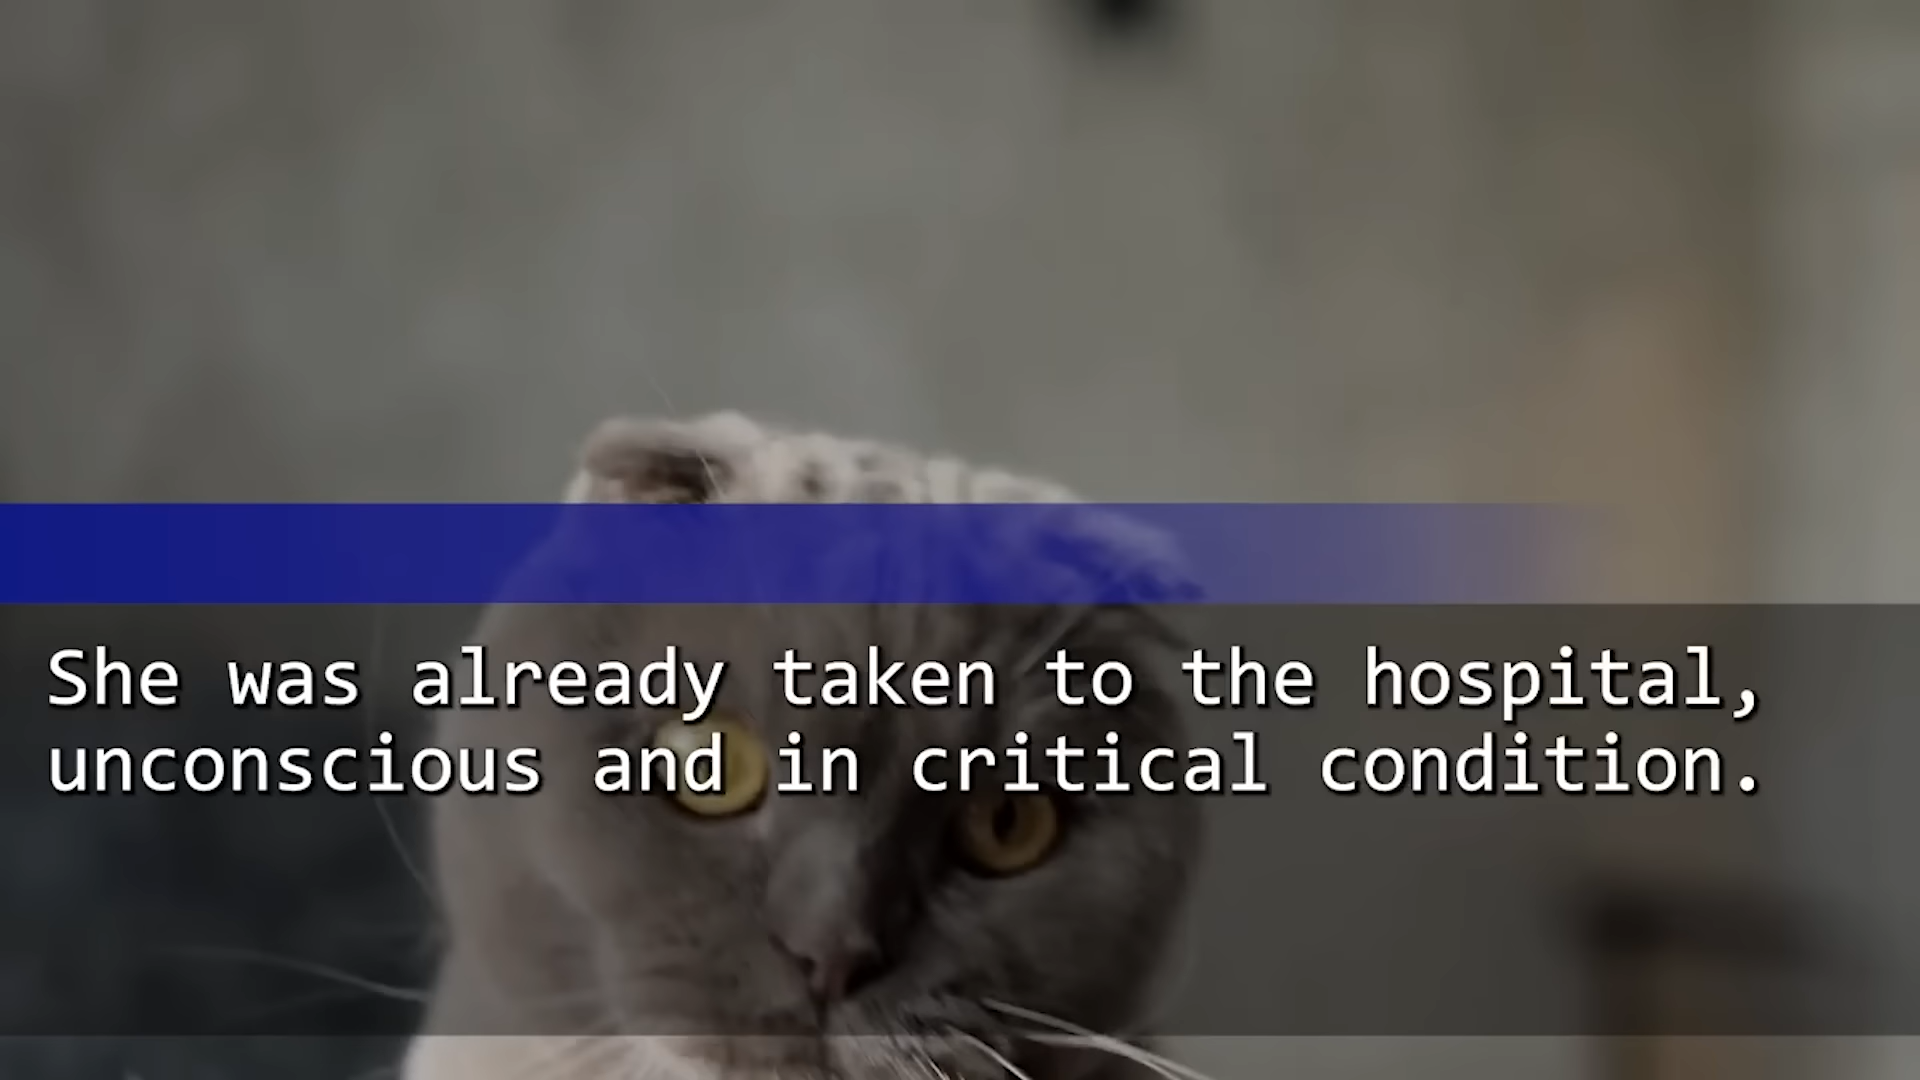 She was already taken to the hospital,
unconscious and in critical condition.